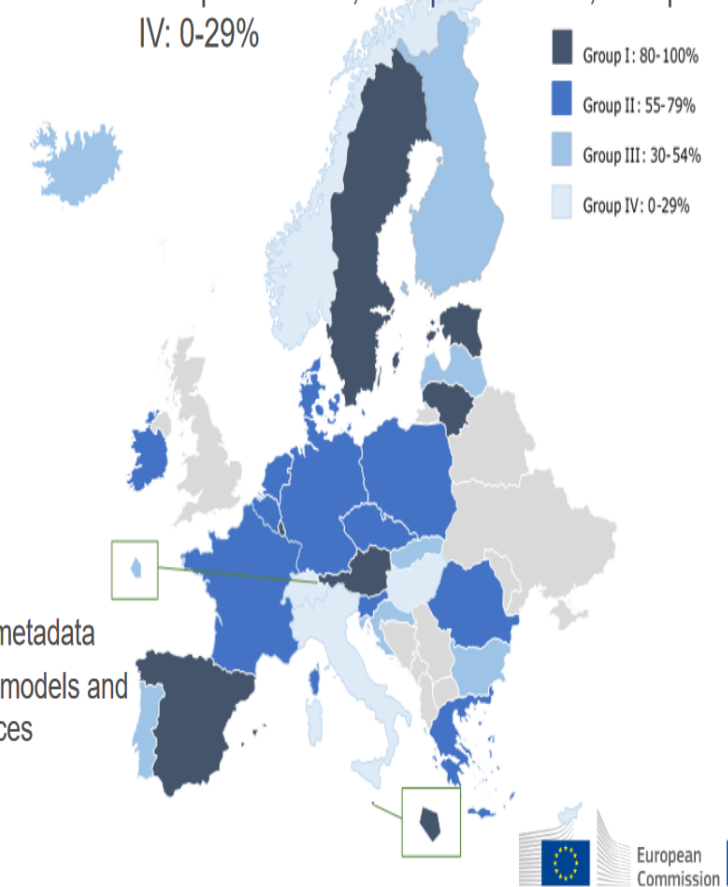 IV: 0-29%
Group I: 80-100%
Group II: 55-79%
Group III: 30-54%
Group IV: 0-29%
metadata
models and
European
Commission